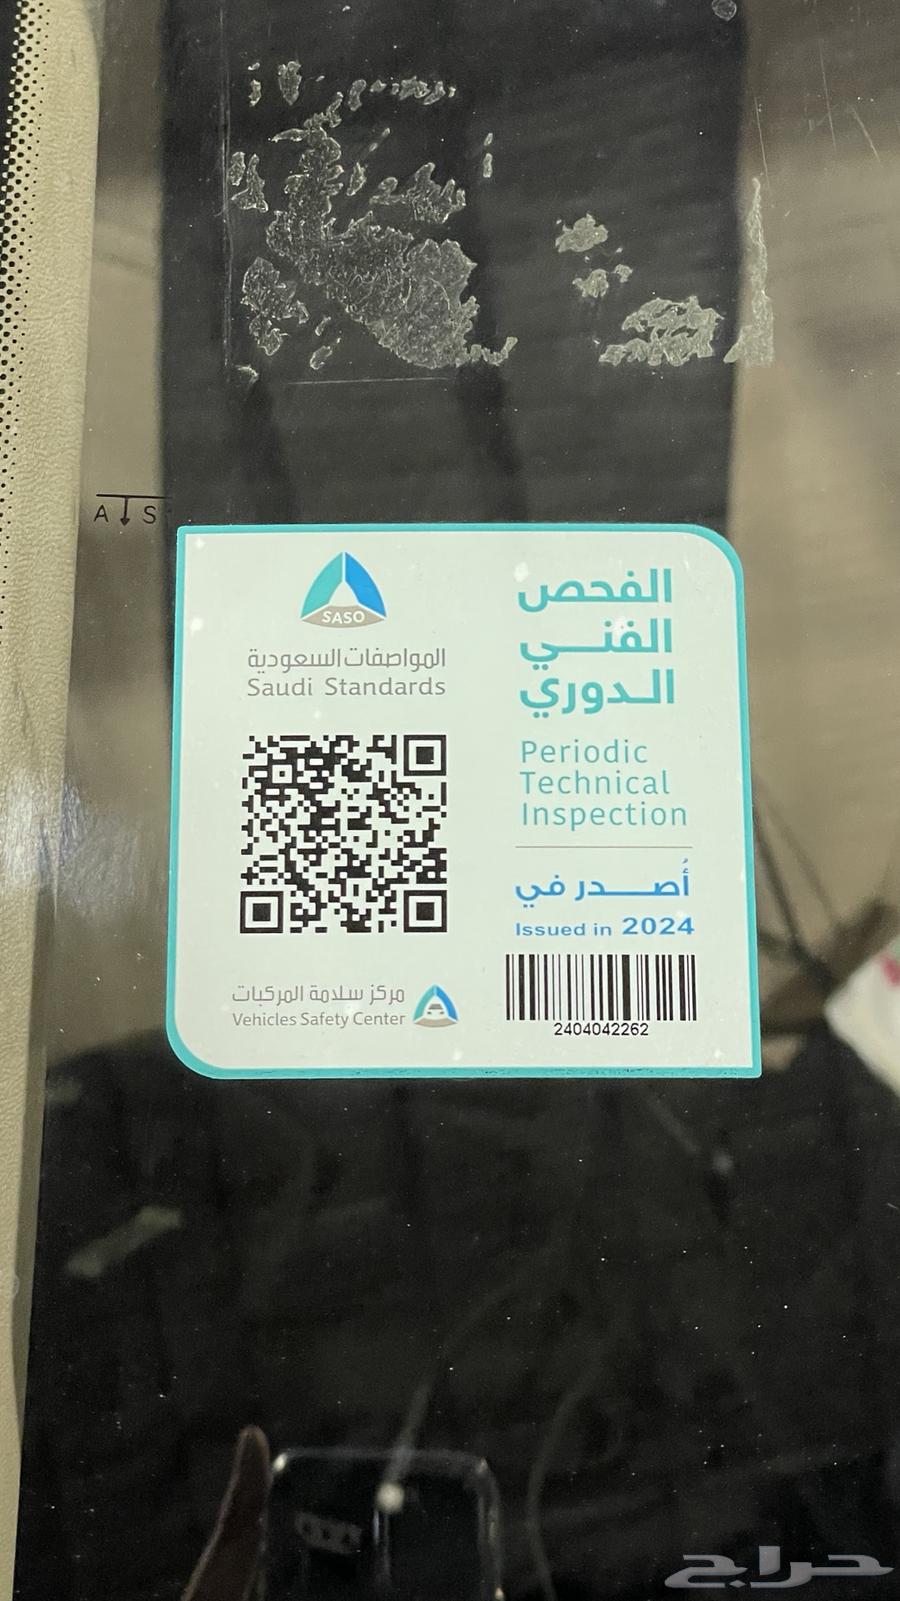 A S
SASO
المواصفات السعودية
Saudi Standards
الفحص
الفني
الدوري
Periodic
Technical
Inspection
أُصدر في
Issued in 2024
2404042262
مركز سلامة المركبات
Vehicles Safety Center
حراج